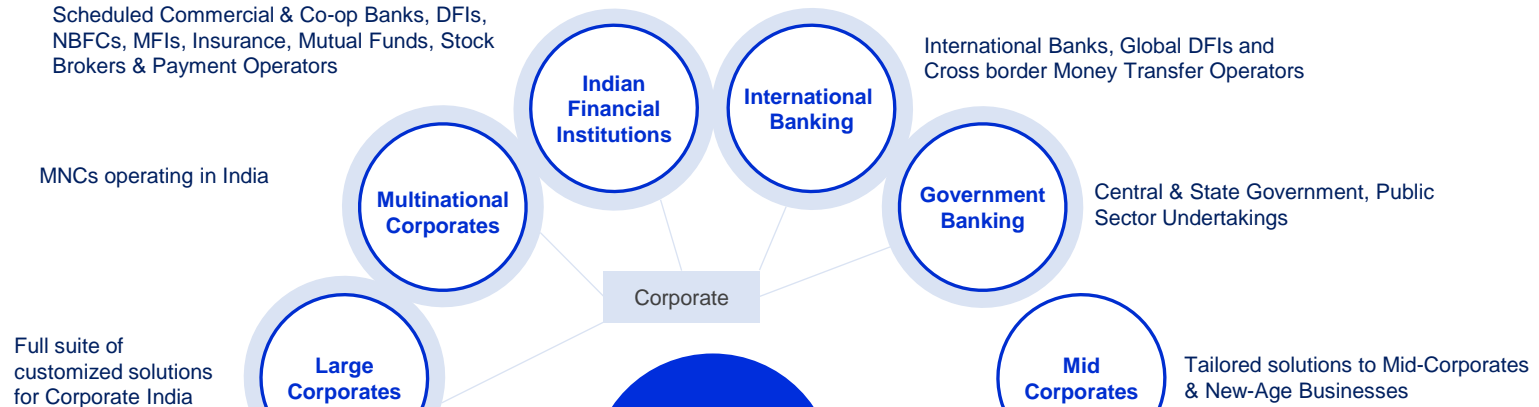 Scheduled Commercial & Co-op Banks, DFIs,
NBFCs, MFIs, Insurance, Mutual Funds, Stock
Brokers & Payment Operators
Indian
Financial
Institutions
International
Banking
International Banks, Global DFIs and
Cross border Money Transfer Operators
MNCs operating in India
Multinational
Corporates
Government
Banking
Central & State Government, Public
Sector Undertakings
Corporate
Full suite of
customized solutions
for Corporate India
Large
Corporates
Mid
Corporates
Tailored solutions to Mid-Corporates
& New-Age Businesses